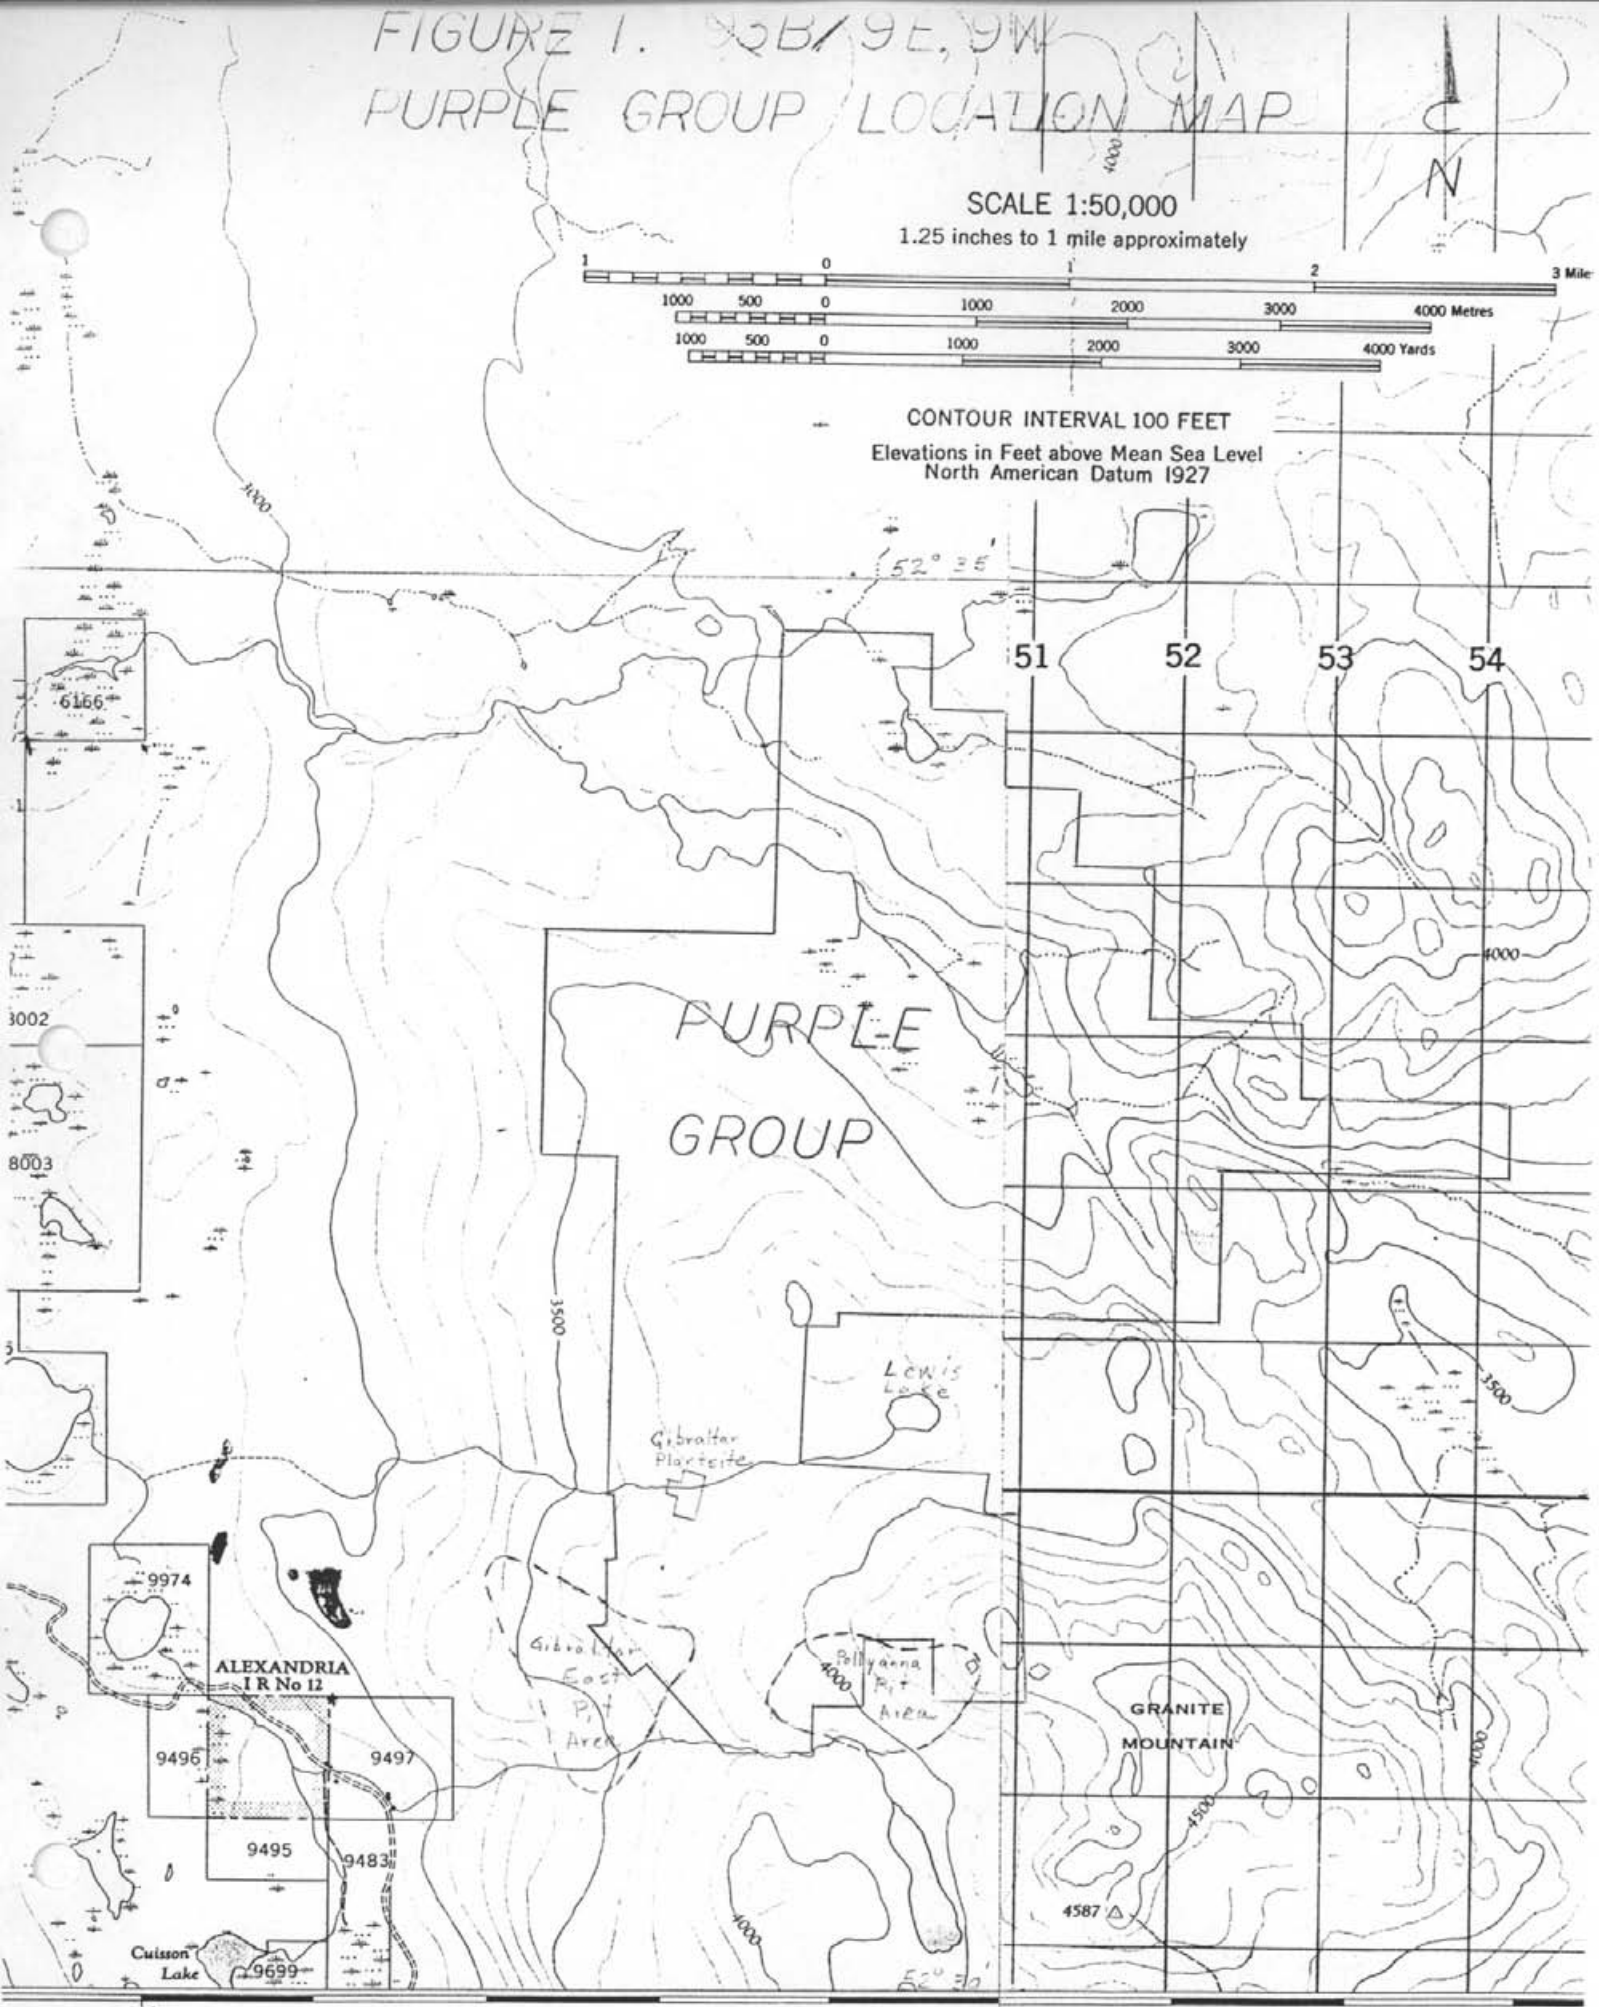 FIGURE 1. 93B/9E, 9W
PURPLE GROUP LOCATION MAP
N
4000
SCALE 1:50,000
1.25 inches to 1 mile approximately
1 0 1 2 3 Mile
1000 500 0 1000 2000 3000 4000 Metres
1000 500 0 1000 2000 3000 4000 Yards
CONTOUR INTERVAL 100 FEET
Elevations in Feet above Mean Sea Level
North American Datum 1927
3000
52° 35'
51 52 53 54
6166
4000
PURPLE
GROUP
3002
8003
3500
Lewis
Lake
3500
Gibraltar
Plantsite
9974
ALEXANDRIA
I R No 12
Gibraltar
East
Pit
Area
4000
Pollyanna
Pit
Area
GRANITE
MOUNTAIN
4000
9496
9497
4500
9495
9483
4587
4000
Cuisson
Lake
9699
52° 30'